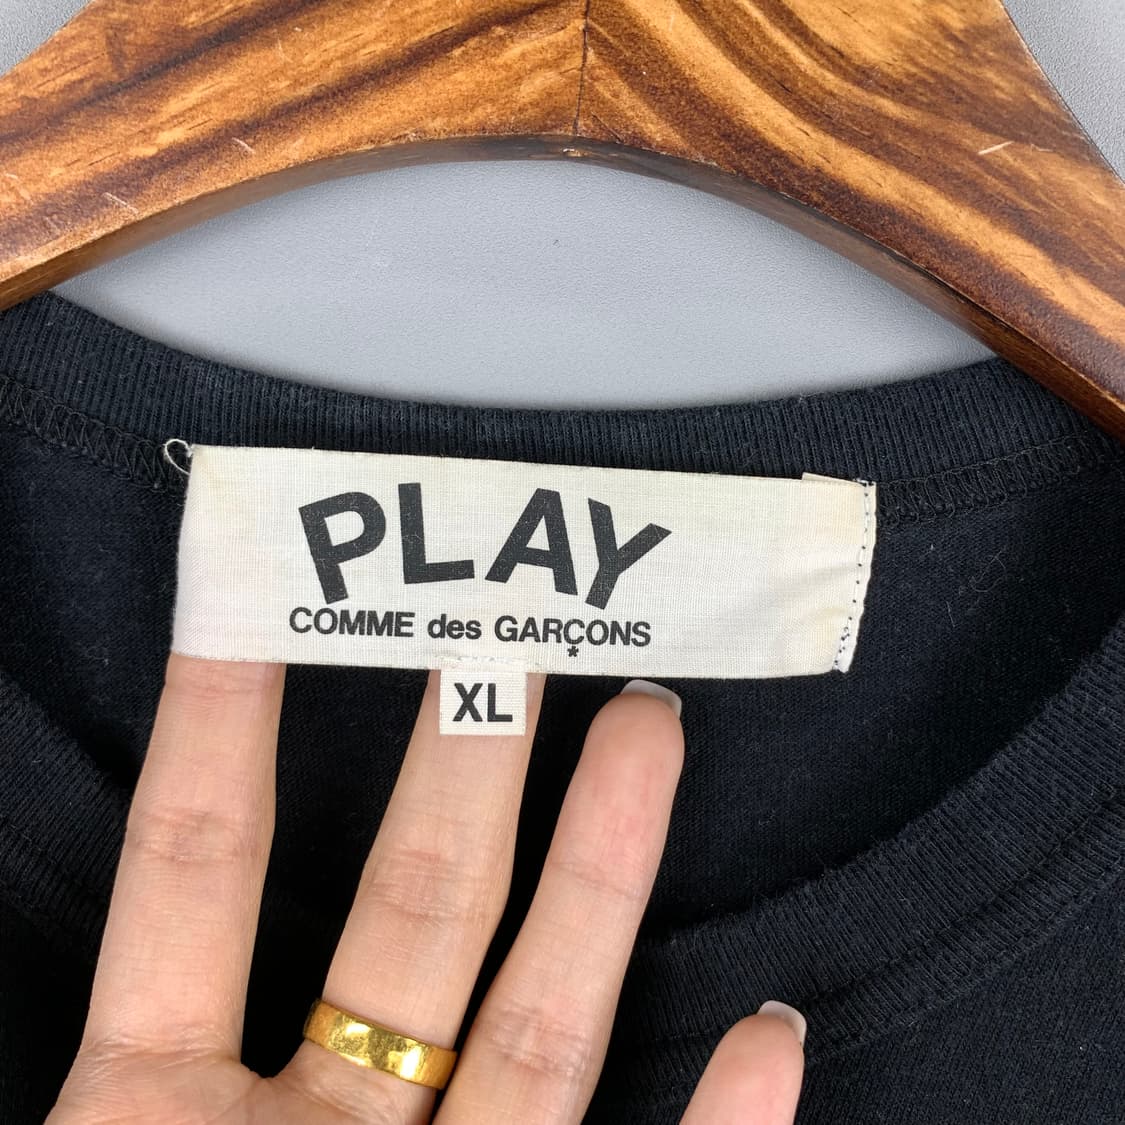 PLAY
COMME des GARÇONS
*
XL